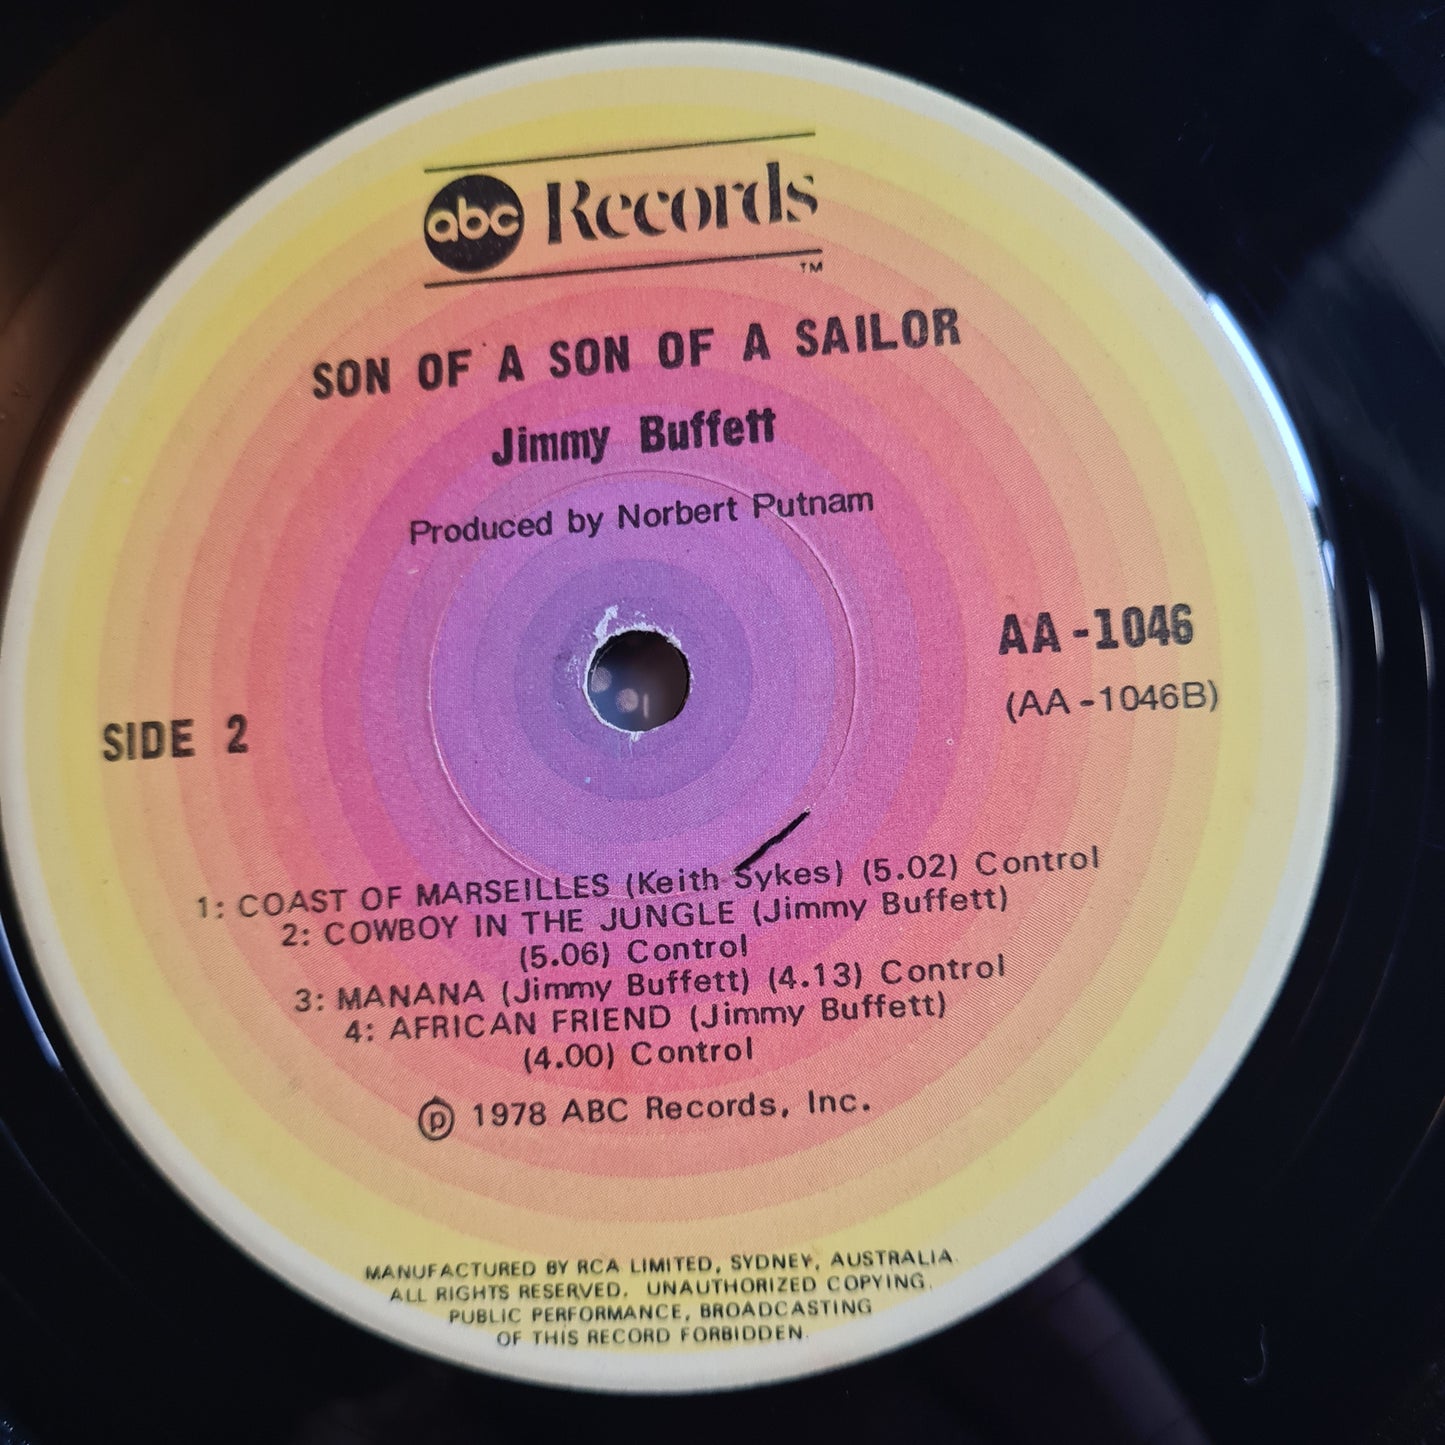 abc Records
TM
SON OF A SON OF A SAILOR
Jimmy Buffett
Produced by Norbert Putnam
AA-1046
(AA-1046B)
SIDE 2
1: COAST OF MARSEILLES (Keith Sykes) (5.02) Control
2: COWBOY IN THE JUNGLE (Jimmy Buffett)
(5.06) Control
3: MANANA (Jimmy Buffett) (4.13) Control
4: AFRICAN FRIEND (Jimmy Buffett)
(4.00) Control
℗ 1978 ABC Records, Inc.
MANUFACTURED BY RCA LIMITED, SYDNEY, AUSTRALIA.
ALL RIGHTS RESERVED. UNAUTHORIZED COPYING,
PUBLIC PERFORMANCE, BROADCASTING
OF THIS RECORD FORBIDDEN.